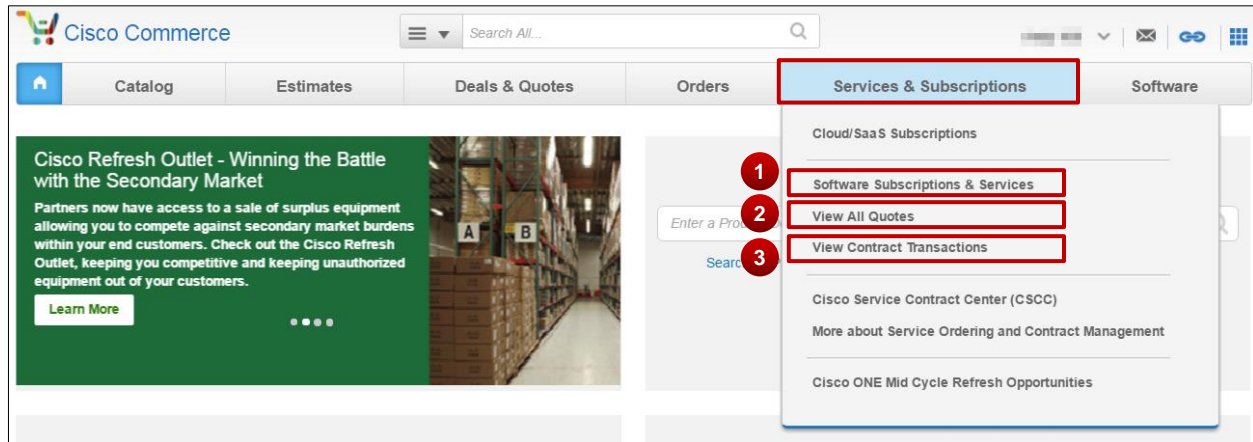 Cisco Commerce
Search All...
Catalog
Estimates
Deals & Quotes
Orders
Services & Subscriptions
Software
Cisco Refresh Outlet - Winning the Battle
with the Secondary Market
Partners now have access to a sale of surplus equipment
allowing you to compete against secondary market burdens
within your end customers. Check out the Cisco Refresh
Outlet, keeping you competitive and keeping unauthorized
equipment out of your customers.
Learn More
A
B
Enter a
Cloud/SaaS Subscriptions
1
Software Subscriptions & Services
2
View All Quotes
3
View Contract Transactions
Cisco Service Contract Center (CSCC)
More about Service Ordering and Contract Management
Cisco ONE Mid Cycle Refresh Opportunities